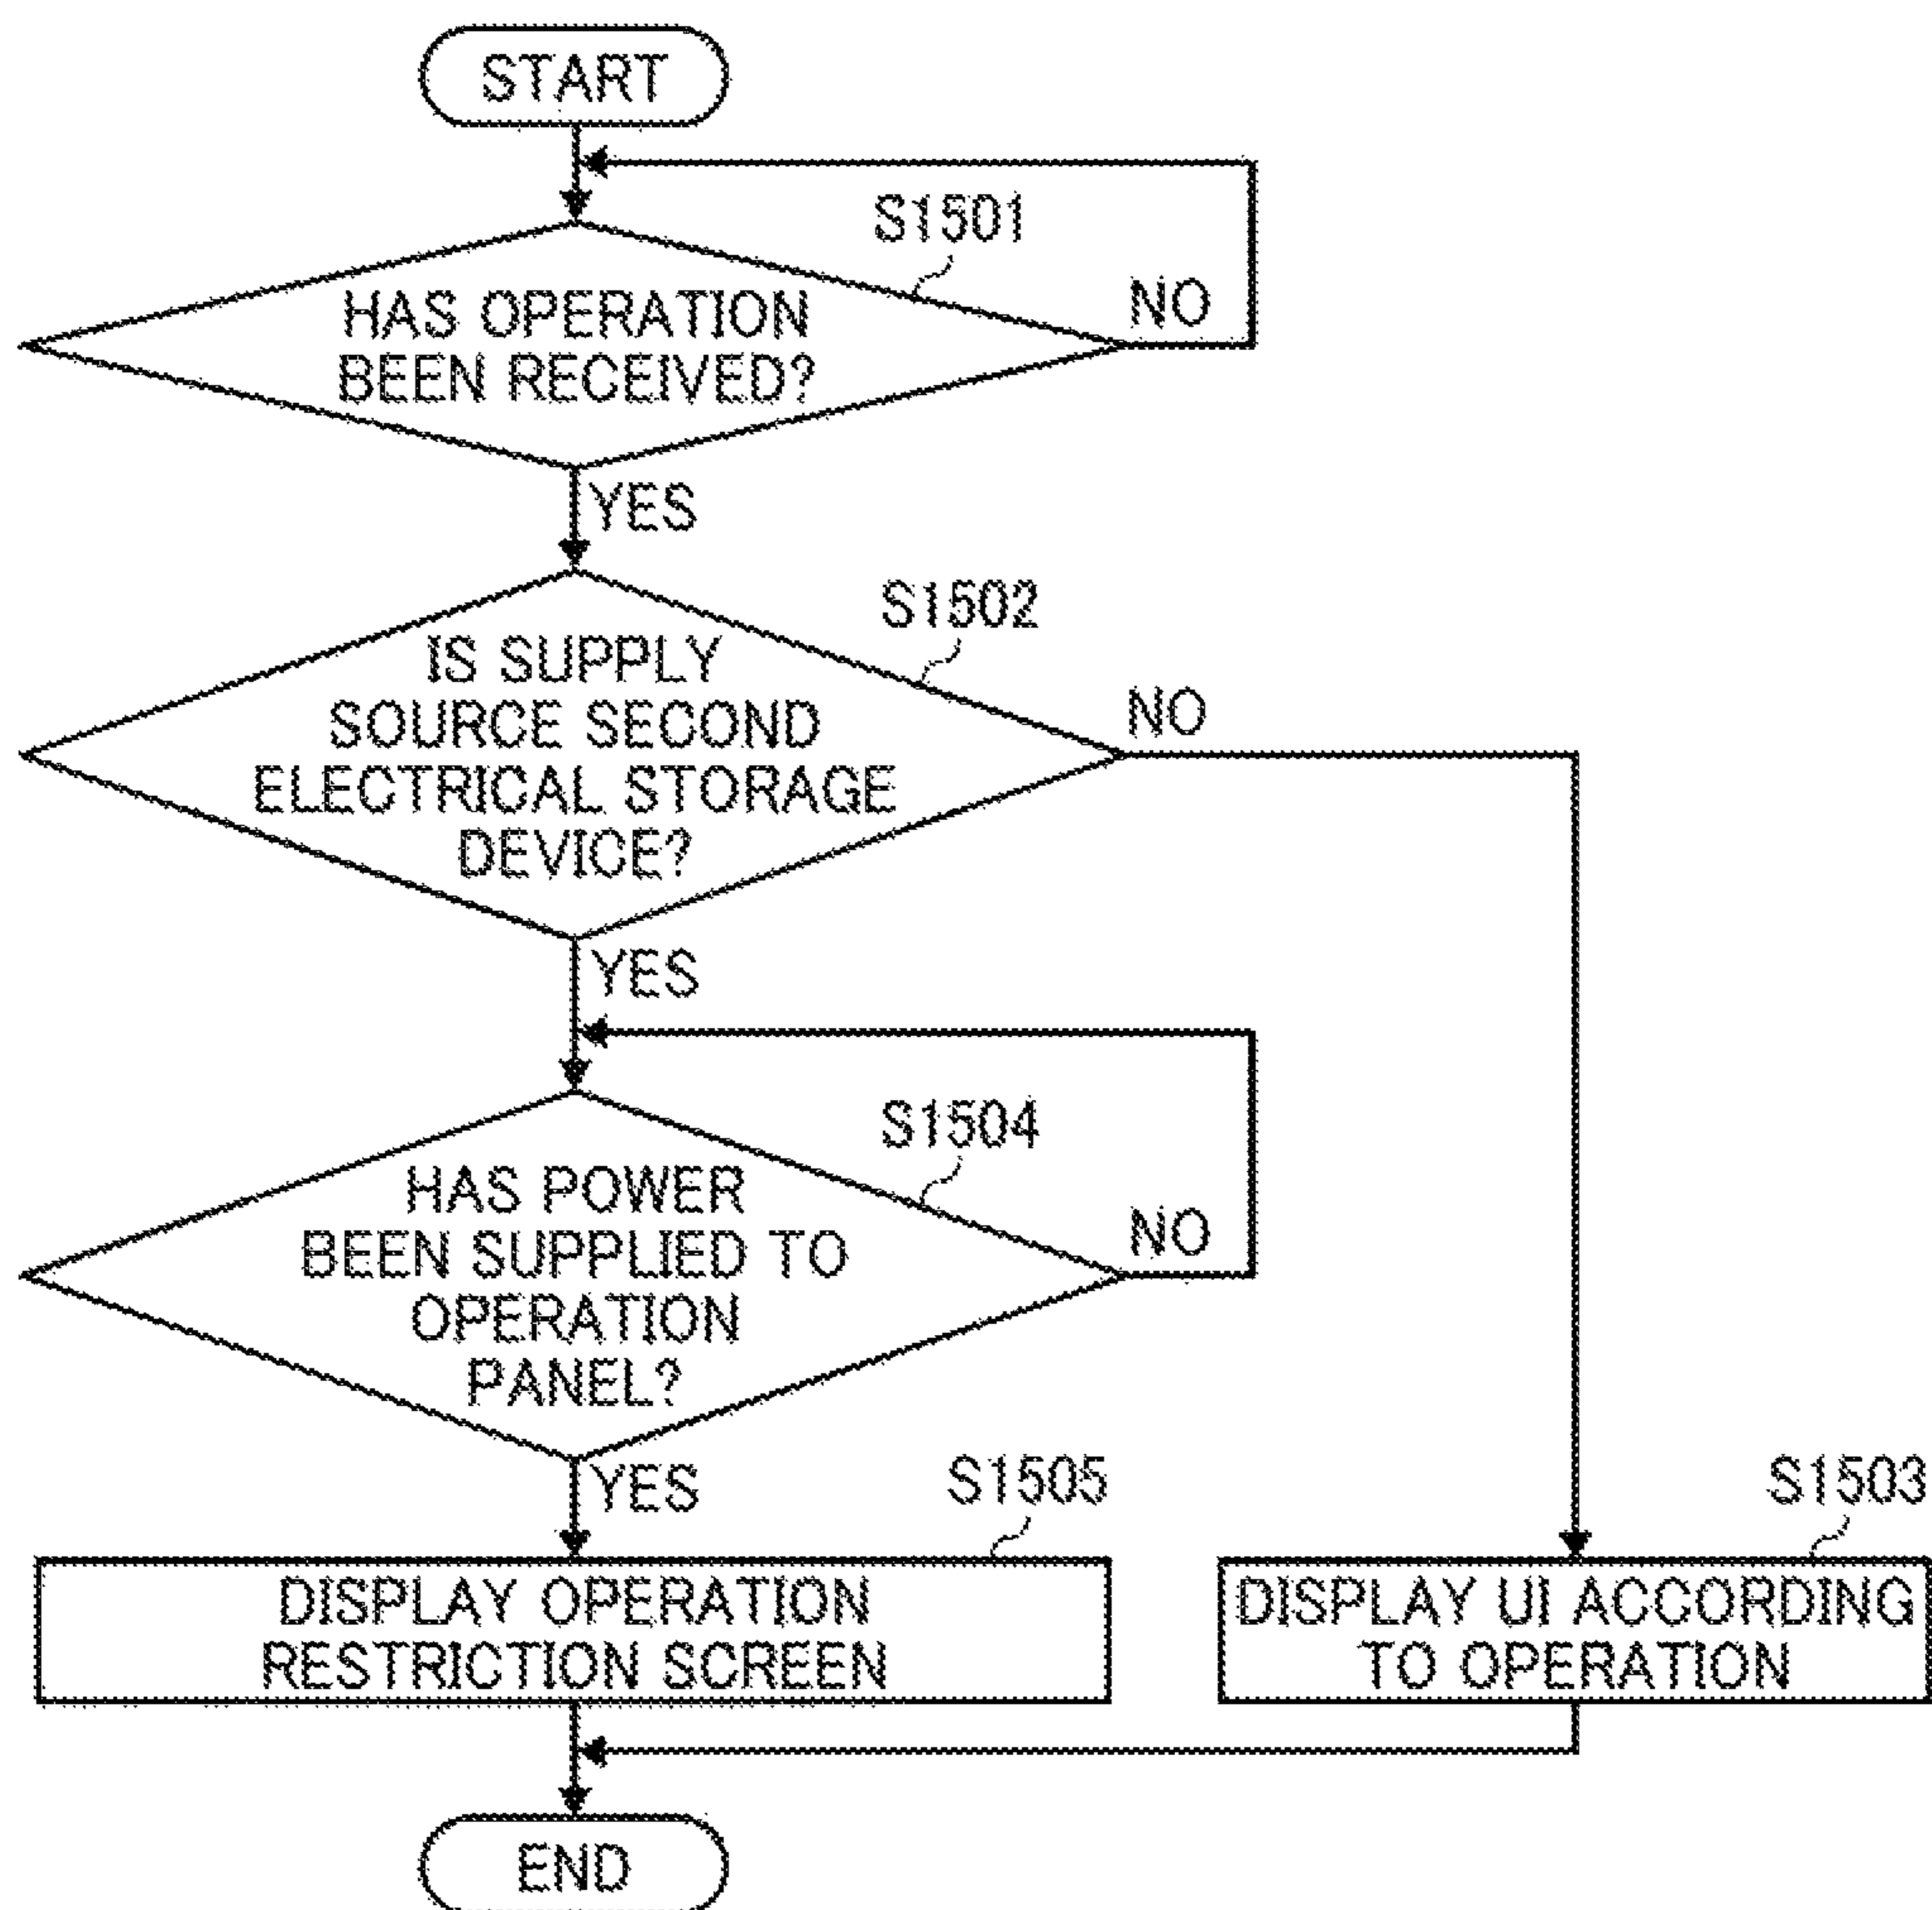 START
S1501
HAS OPERATION
BEEN RECEIVED?
NO
YES
S1502
IS SUPPLY
SOURCE SECOND
ELECTRICAL STORAGE
DEVICE?
NO
YES
S1504
HAS POWER
BEEN SUPPLIED TO
OPERATION
PANEL?
NO
YES
S1505
S1503
DISPLAY OPERATION
RESTRICTION SCREEN
DISPLAY UI ACCORDING
TO OPERATION
END